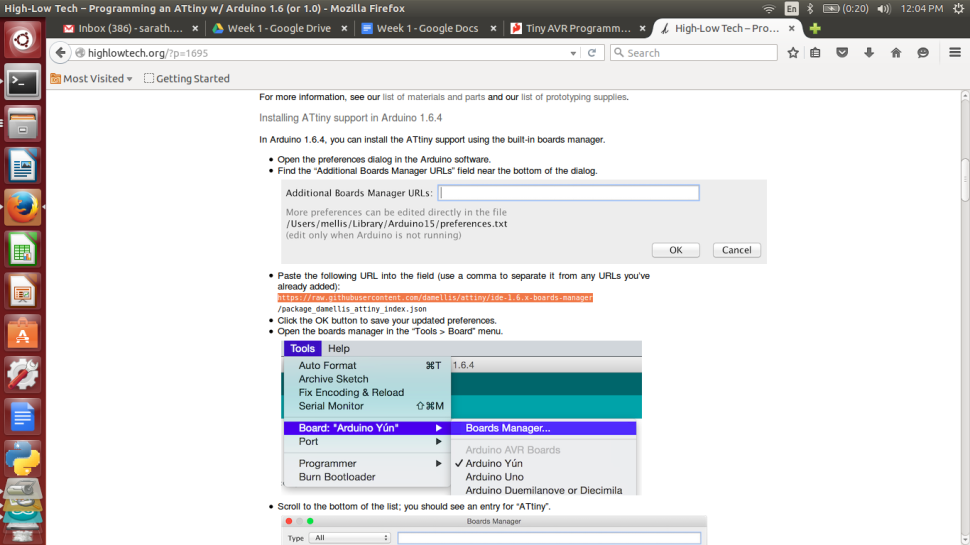 High-Low Tech – Programming an ATtiny w/ Arduino 1.6 (or 1.0) - Mozilla Firefox
En
(0:20)
12:04 PM
Inbox (386) - sarathm.
Week 1 - Google Drive
Week 1 - Google Docs
Tiny AVR Programm...
High-Low Tech – Pro...
highlowtech.org/?p=1695
Search
Most Visited
Getting Started
For more information, see our list of materials and parts and our list of prototyping supplies.
Installing ATtiny support in Arduino 1.6.4
In Arduino 1.6.4, you can install the ATtiny support using the built-in boards manager.
Open the preferences dialog in the Arduino software.
Find the “Additional Boards Manager URLs” field near the bottom of the dialog.
Additional Boards Manager URLs:
More preferences can be edited directly in the file
/Users/mellis/Library/Arduino15/preferences.txt
(edit only when Arduino is not running)
OK
Cancel
Paste the following URL into the field (use a comma to separate it from any URLs you've
already added):
https://raw.githubusercontent.com/damellis/attiny/ide-1.6.x-boards-manager
/package_damellis_attiny_index.json
Click the OK button to save your updated preferences.
Open the boards manager in the “Tools > Board” menu.
Tools Help
Auto Format ⌘T
1.6.4
Archive Sketch
Fix Encoding & Reload
Serial Monitor ⇧⌘M
Board: "Arduino Yún"
Boards Manager...
Port
Arduino AVR Boards
Programmer
✓ Arduino Yún
Burn Bootloader
Arduino Uno
Arduino Duemilanove or Diecimila
Scroll to the bottom of the list; you should see an entry for “ATtiny”.
Boards Manager
Type All